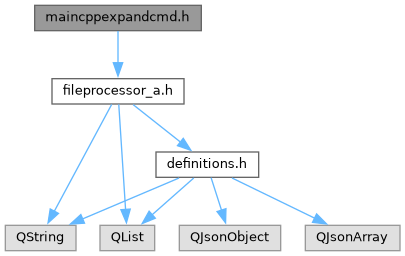 maincppexpandcmd.h
fileprocessor_a.h
definitions.h
QString
QList
QJsonObject
QJsonArray